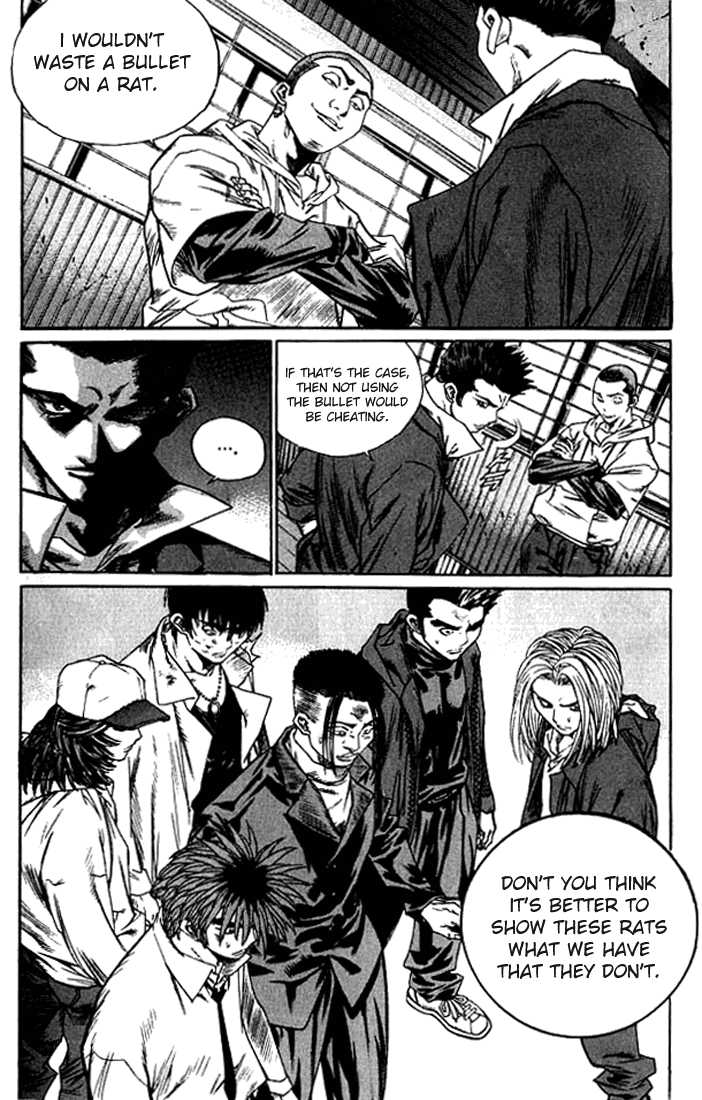 I WOULDN'T
WASTE A BULLET
ON A RAT.
....
IF THAT'S THE CASE,
THEN NOT USING
THE BULLET WOULD
BE CHEATING.
DON'T YOU THINK
IT'S BETTER TO
SHOW THESE RATS
WHAT WE HAVE
THAT THEY DON'T.